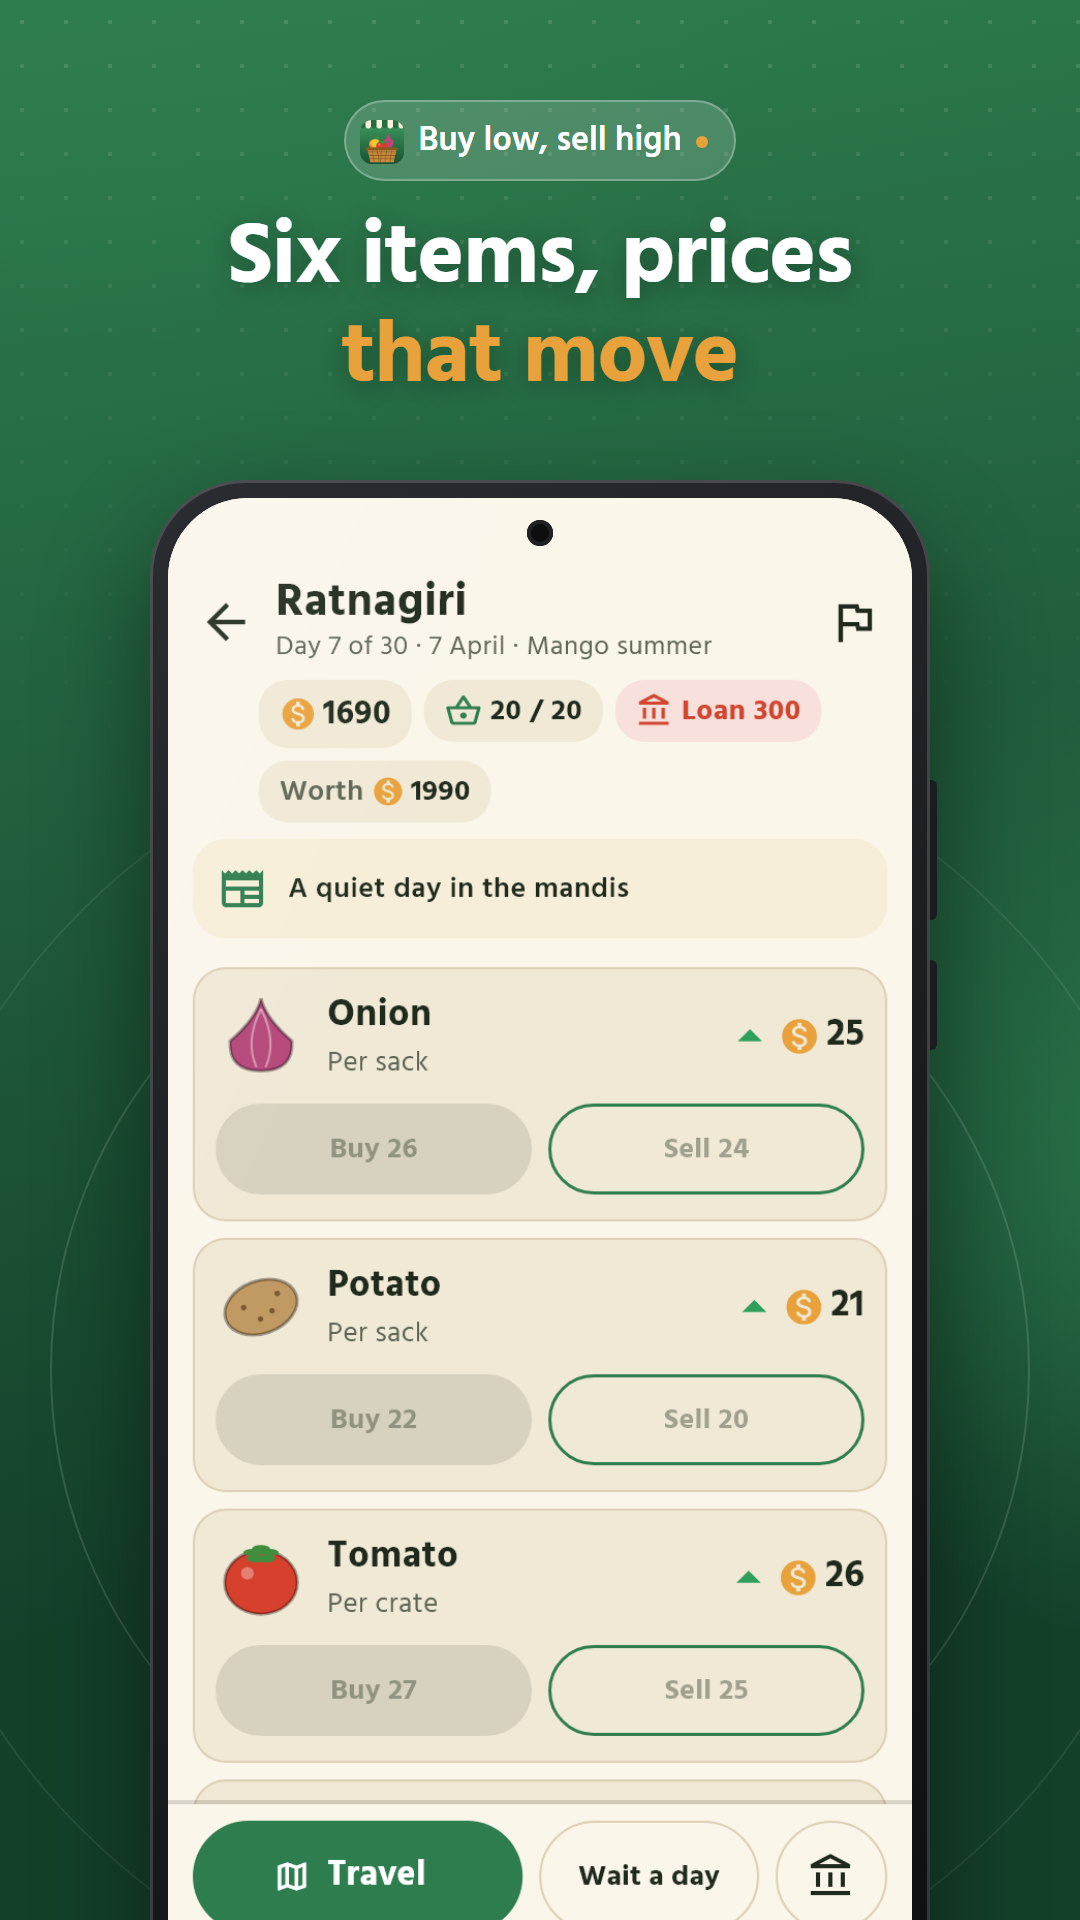 Buy low, sell high
Six items, prices
that move
Ratnagiri
Day 7 of 30 · 7 April · Mango summer
$ 1690
20 / 20
Loan 300
Worth $ 1990
A quiet day in the mandis
Onion
Per sack
$ 25
Buy 26
Sell 24
Potato
Per sack
$ 21
Buy 22
Sell 20
Tomato
Per crate
$ 26
Buy 27
Sell 25
Travel
Wait a day